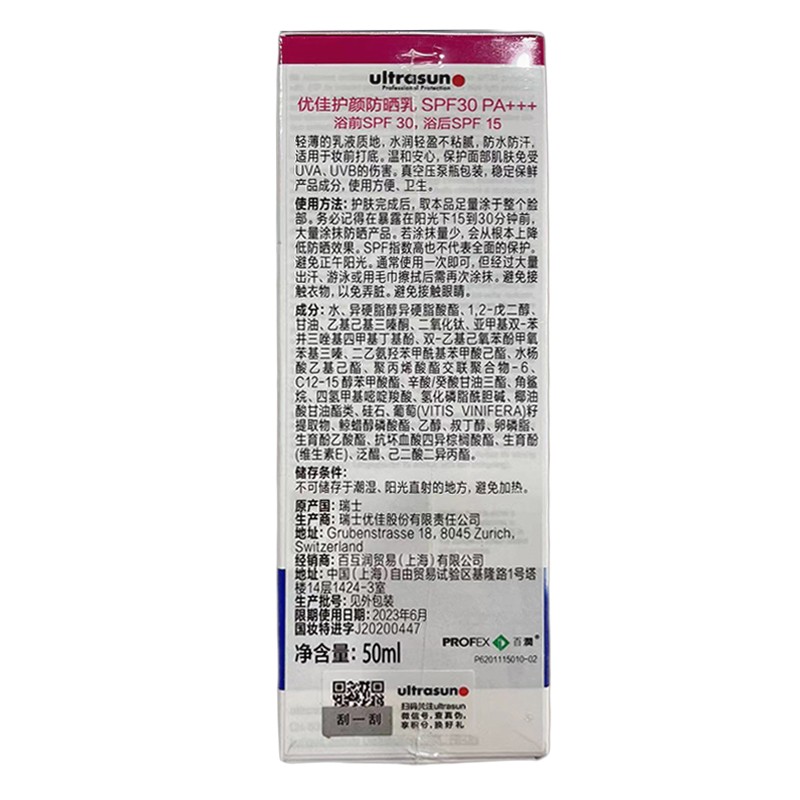 ultrasun
Professional Protection
优佳护颜防晒乳 SPF30 PA+++
浴前SPF 30, 浴后SPF 15
轻薄的乳液质地，水润轻盈不粘腻，防水防汗。
适用于妆前打底。温和安心，保护面部肌肤免受
UVA、UVB的伤害。真空压泵瓶包装，稳定保鲜
产品成分，使用方便、卫生。
使用方法：护肤完成后，取本品足量涂于整个脸
部。务必记得在暴露在阳光下15到30分钟前，
大量涂抹防晒产品。若涂抹量少，会从根本上降
低防晒效果。SPF指数高也不代表全面的保护。
避免正午阳光。通常使用一次即可，但经过大量
出汗、游泳或用毛巾擦拭后需再次涂抹。避免接
触衣物，以免弄脏。避免接触眼睛。
成分：水、异硬脂醇异硬脂酸酯、1,2-戊二醇、
甘油、乙基己基三嗪酮、二氧化钛、亚甲基双-苯
并三唑基四甲基丁基酚、双-乙基己氧苯酚甲氧
苯基三嗪、二乙氨羟苯甲酰基苯甲酸己酯、水杨
酸乙基己酯、聚丙烯酸酯交联聚合物-6、
C12-15 醇苯甲酸酯、辛酸/癸酸甘油三酯、角鲨
烷、四氢甲基嘧啶羧酸、氢化磷脂酰胆碱、椰油
酸甘油酯类、硅石、葡萄(VITIS VINIFERA)籽
提取物、鲸蜡醇磷酸酯、乙醇、叔丁醇、卵磷脂、
生育酚乙酸酯、抗坏血酸四异棕榈酸酯、生育酚
(维生素E)、泛醌、己二酸二异丙酯。
储存条件：
不可储存于潮湿、阳光直射的地方，避免加热。
原产国：瑞士
生产商：瑞士优佳股份有限责任公司
地址：Grubenstrasse 18, 8045 Zurich,
Switzerland
经销商：百互润贸易（上海）有限公司
地址：中国（上海）自由贸易试验区基隆路1号塔
楼14层1424-3室
生产批号：见外包装
限期使用日期：2023年6月
国妆特进字J20200447
净含量：50ml
PROFEX 百潤®
P6201115010-02
刮一刮
ultrasun
扫码关注ultrasun
微信号，查真伪，
享积分，换好礼